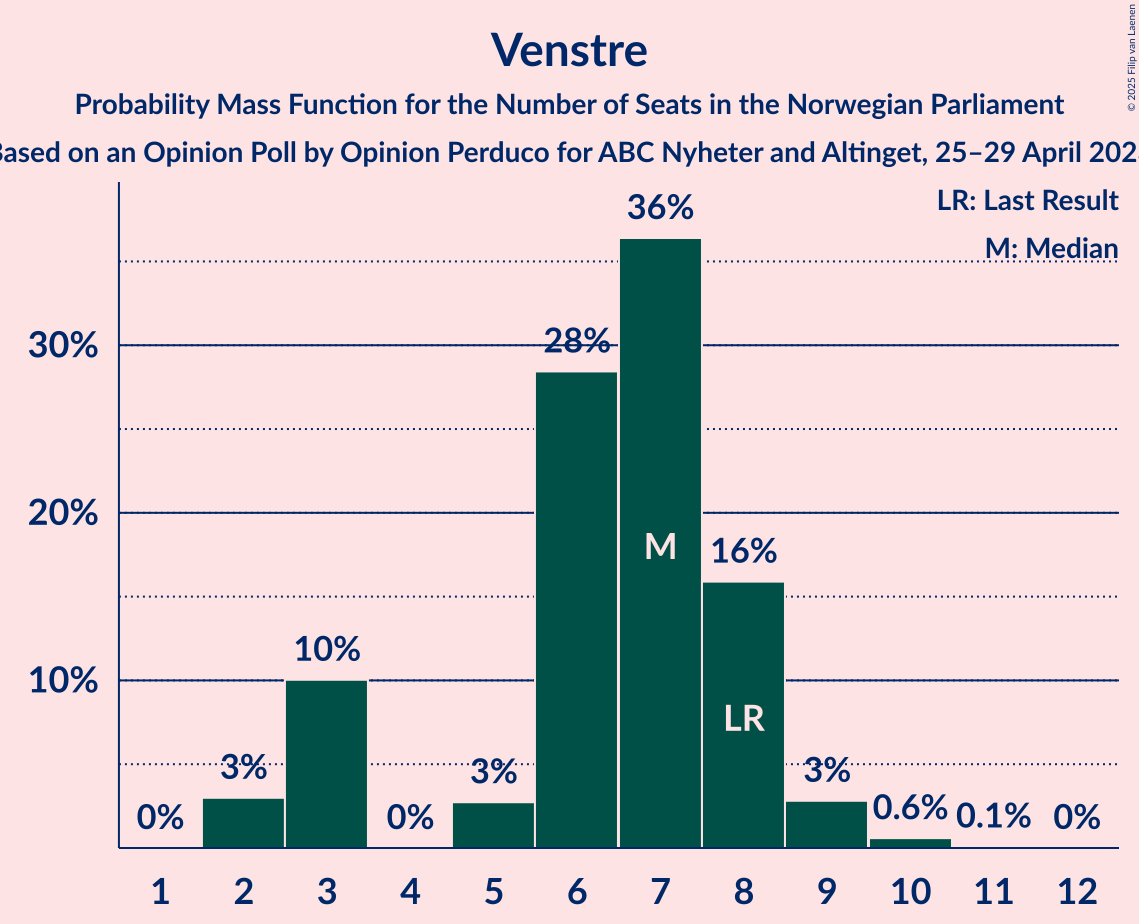 © 2025 Filip van Laenen
Venstre
Probability Mass Function for the Number of Seats in the Norwegian Parliament
on an Opinion Poll by Opinion Perduco for ABC Nyheter and Altinget, 25–29 April
LR: Last Result
M: Median
36%
28%
30%
20%
M
16%
10%
10%
LR
3%
3%
3%
0%
0%
0.6%
0.1%
0%
1 2 3 4 5 6 7 8 9 10 11 12